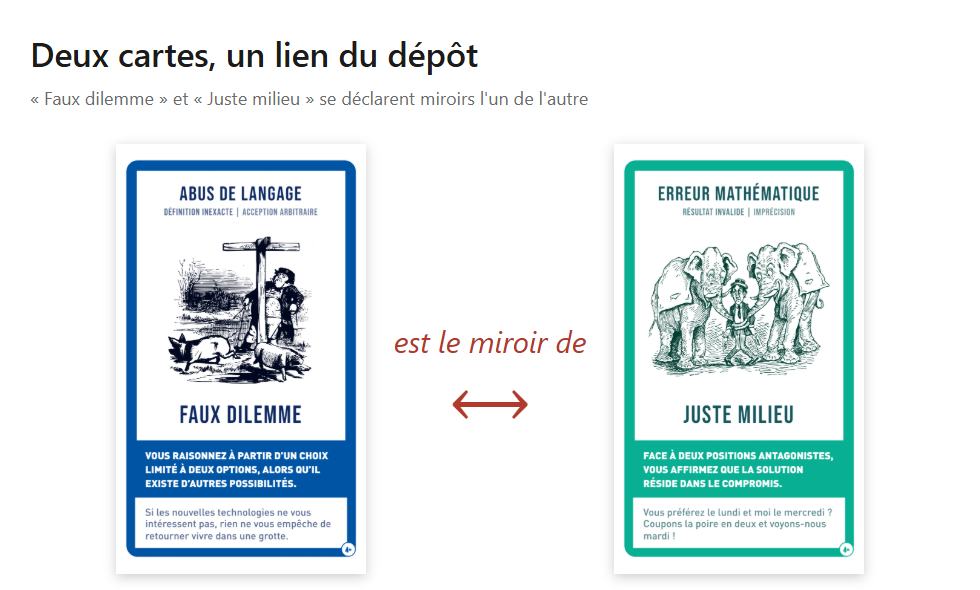 Deux cartes, un lien du dépôt
« Faux dilemme » et « Juste milieu » se déclarent miroirs l'un de l'autre
ABUS DE LANGAGE
DÉFINITION INEXACTE | ACCEPTION ARBITRAIRE
FAUX DILEMME
VOUS RAISONNEZ À PARTIR D'UN CHOIX
LIMITÉ À DEUX OPTIONS, ALORS QU'IL
EXISTE D'AUTRES POSSIBILITÉS.
Si les nouvelles technologies ne vous
intéressent pas, rien ne vous empêche de
retourner vivre dans une grotte.
est le miroir de
ERREUR MATHÉMATIQUE
RÉSULTAT INVALIDE | IMPRÉCISION
JUSTE MILIEU
FACE À DEUX POSITIONS ANTAGONISTES,
VOUS AFFIRMEZ QUE LA SOLUTION
RÉSIDE DANS LE COMPROMIS.
Vous préférez le lundi et moi le mercredi ?
Coupons la poire en deux et voyons-nous
mardi !